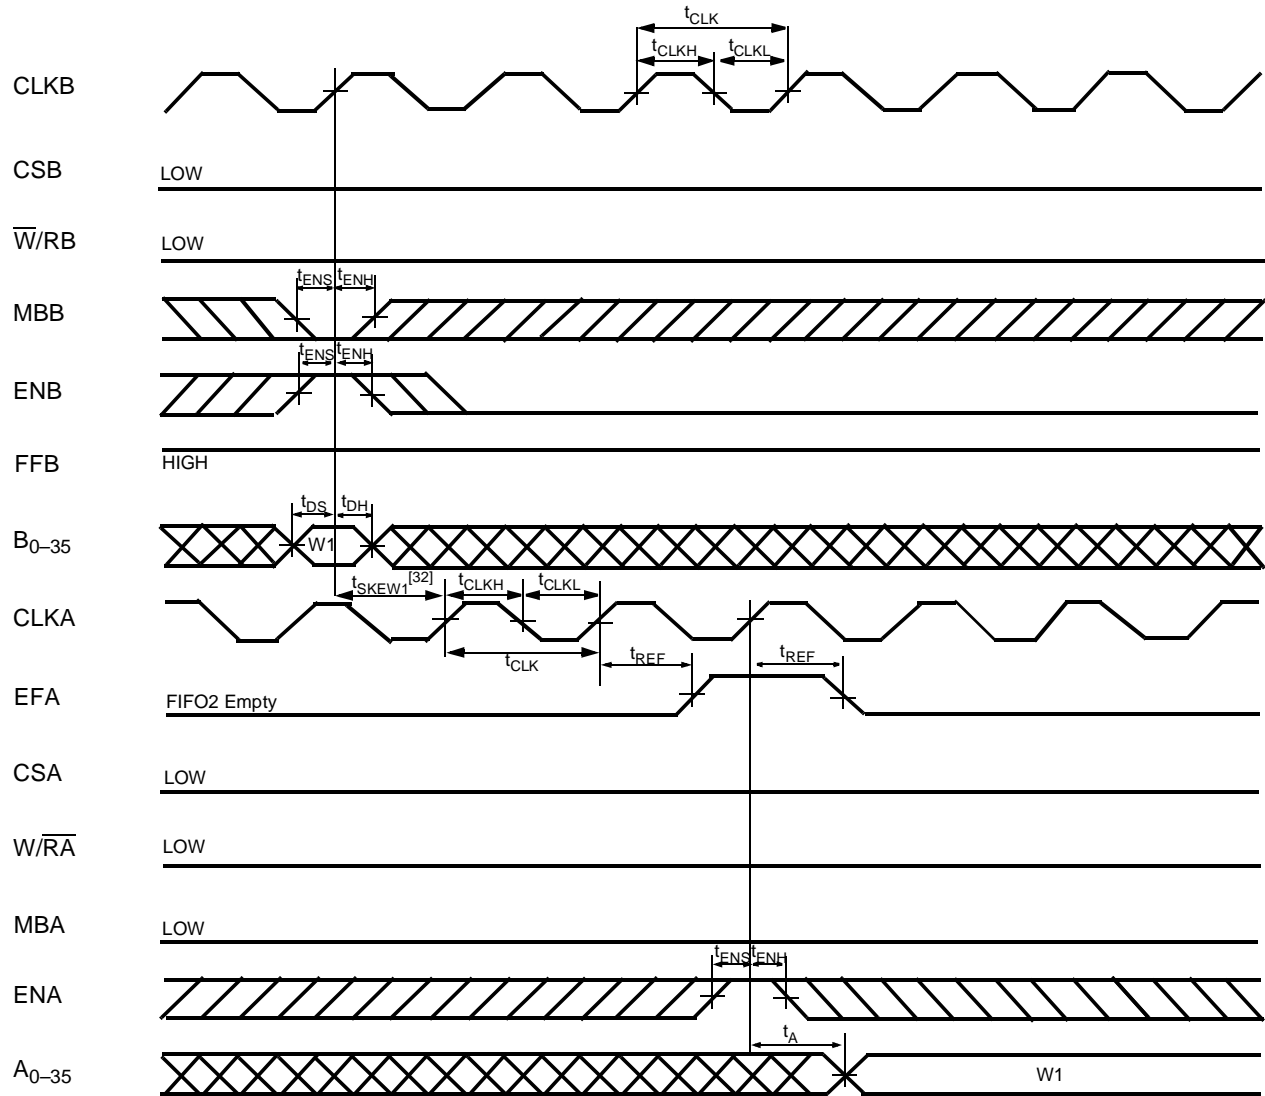 tCLK
tCLKH tCLKL
CLKB
CSB LOW
W̅/RB LOW
tENS tENH
MBB
tENS tENH
ENB
FFB HIGH
tDS tDH
B0–35 W1
tSKEW1[32] tCLKH tCLKL
CLKA
tCLK tREF tREF
EFA FIFO2 Empty
CSA LOW
W/R̅A̅ LOW
MBA LOW
tENS tENH
ENA
tA
A0–35 W1